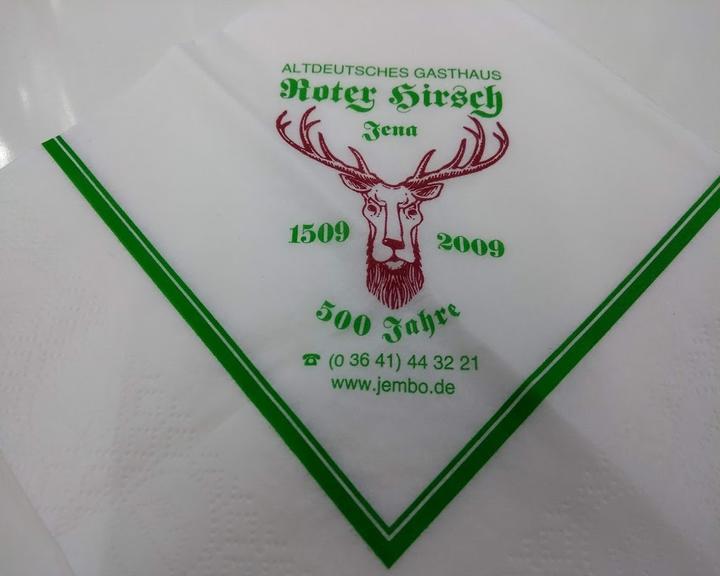 ALTDEUTSCHES GASTHAUS
Roter Hirsch
Jena
1509 2009
500 Jahre
☎ (0 36 41) 44 32 21
www.jembo.de